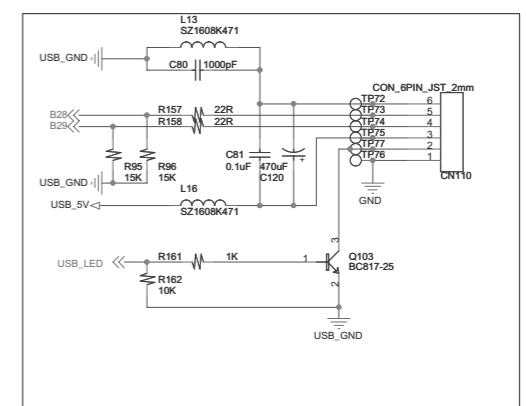 L13
SZ1608K471
USB_GND
C80 1000pF
CON_6PIN_JST_2mm
TP72 6
B28 R157 22R TP73 5
B29 R158 22R TP74 4
TP75 3
TP77 2
TP76 1
CN110
R95 R96
15K 15K
C81 470uF
0.1uF C120
USB_GND
L16
USB_5V
SZ1608K471
GND
3
USB_LED R161 1K 1 Q103
BC817-25
R162
10K
2
USB_GND